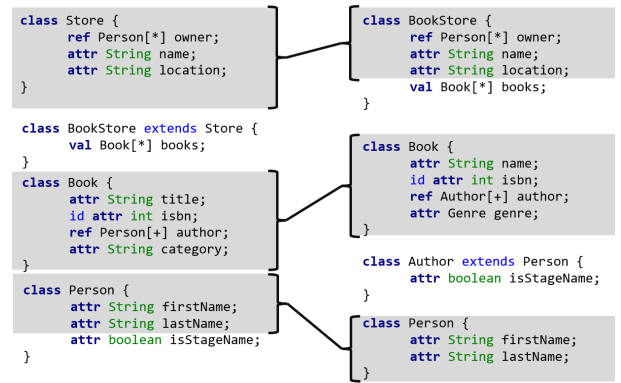 class Store {
ref Person[*] owner;
attr String name;
attr String location;
}
class BookStore extends Store {
val Book[*] books;
}
class Book {
attr String title;
id attr int isbn;
ref Person[+] author;
attr String category;
}
class Person {
attr String firstName;
attr String lastName;
attr boolean isStageName;
}
class BookStore {
ref Person[*] owner;
attr String name;
attr String location;
val Book[*] books;
}
class Book {
attr String name;
id attr int isbn;
ref Author[+] author;
attr Genre genre;
}
class Author extends Person {
attr boolean isStageName;
}
class Person {
attr String firstName;
attr String lastName;
}